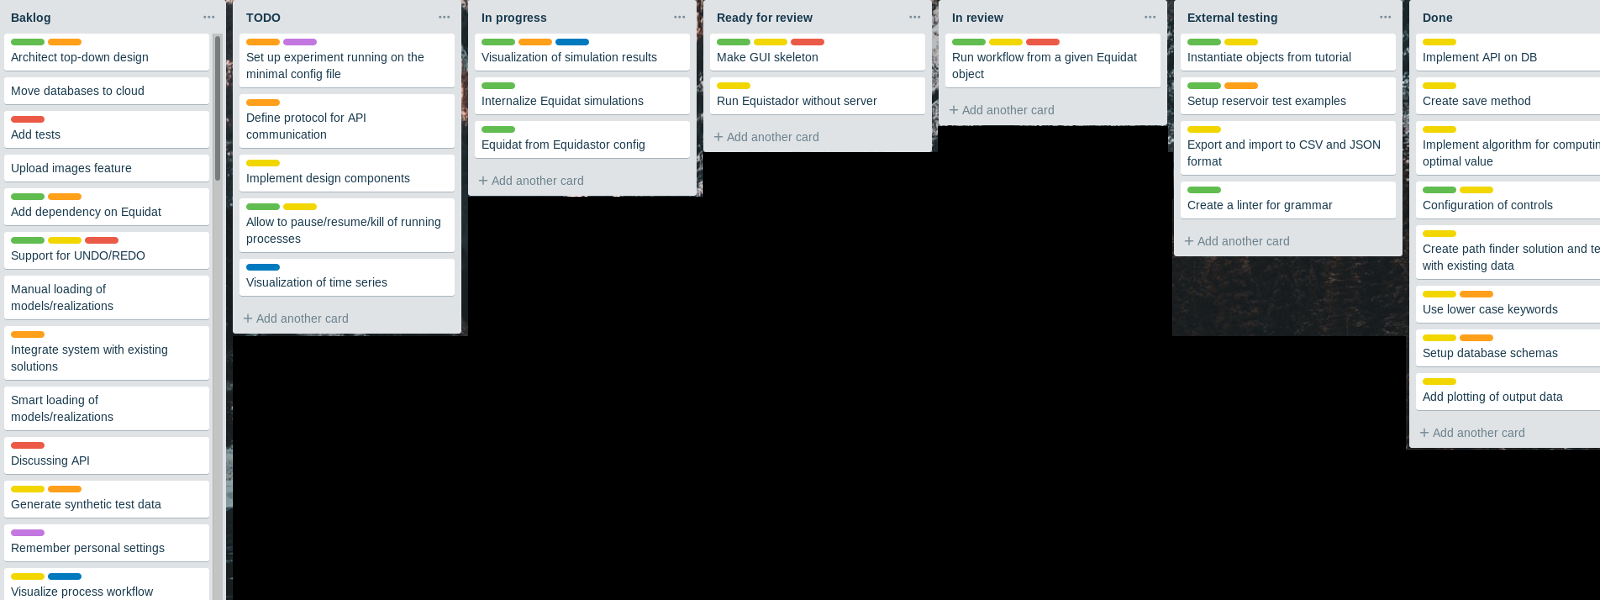 Baklog
Architect top-down design
Move databases to cloud
Add tests
Upload images feature
Add dependency on Equidat
Support for UNDO/REDO
Manual loading of
models/realizations
Integrate system with existing
solutions
Smart loading of
models/realizations
Discussing API
Generate synthetic test data
Remember personal settings
Visualize process workflow
TODO
Set up experiment running on the
minimal config file
Define protocol for API
communication
Implement design components
Allow to pause/resume/kill of running
processes
Visualization of time series
+ Add another card
In progress
Visualization of simulation results
Internalize Equidat simulations
Equidat from Equidastor config
+ Add another card
Ready for review
Make GUI skeleton
Run Equistador without server
+ Add another card
In review
Run workflow from a given Equidat
object
+ Add another card
External testing
Instantiate objects from tutorial
Setup reservoir test examples
Export and import to CSV and JSON
format
Create a linter for grammar
+ Add another card
Done
Implement API on DB
Create save method
Implement algorithm for computin
optimal value
Configuration of controls
Create path finder solution and te
with existing data
Use lower case keywords
Setup database schemas
Add plotting of output data
+ Add another card